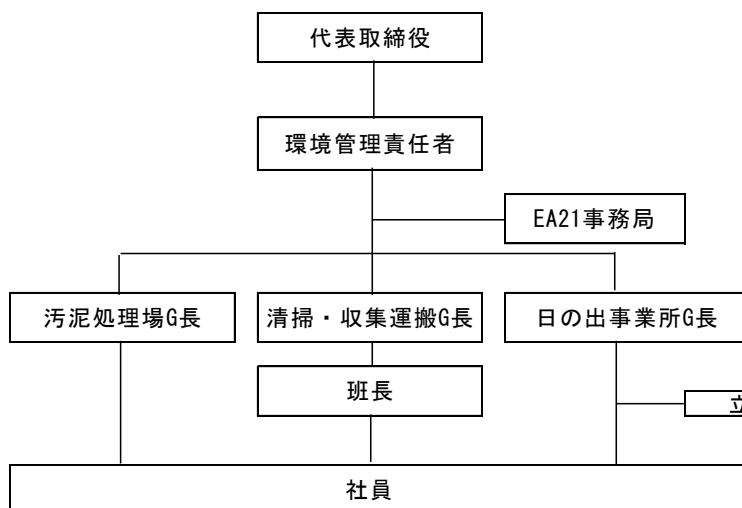 代表取締役
環境管理責任者
EA21事務局
汚泥処理場G長
清掃・収集運搬G長
日の出事業所G長
班長
社員